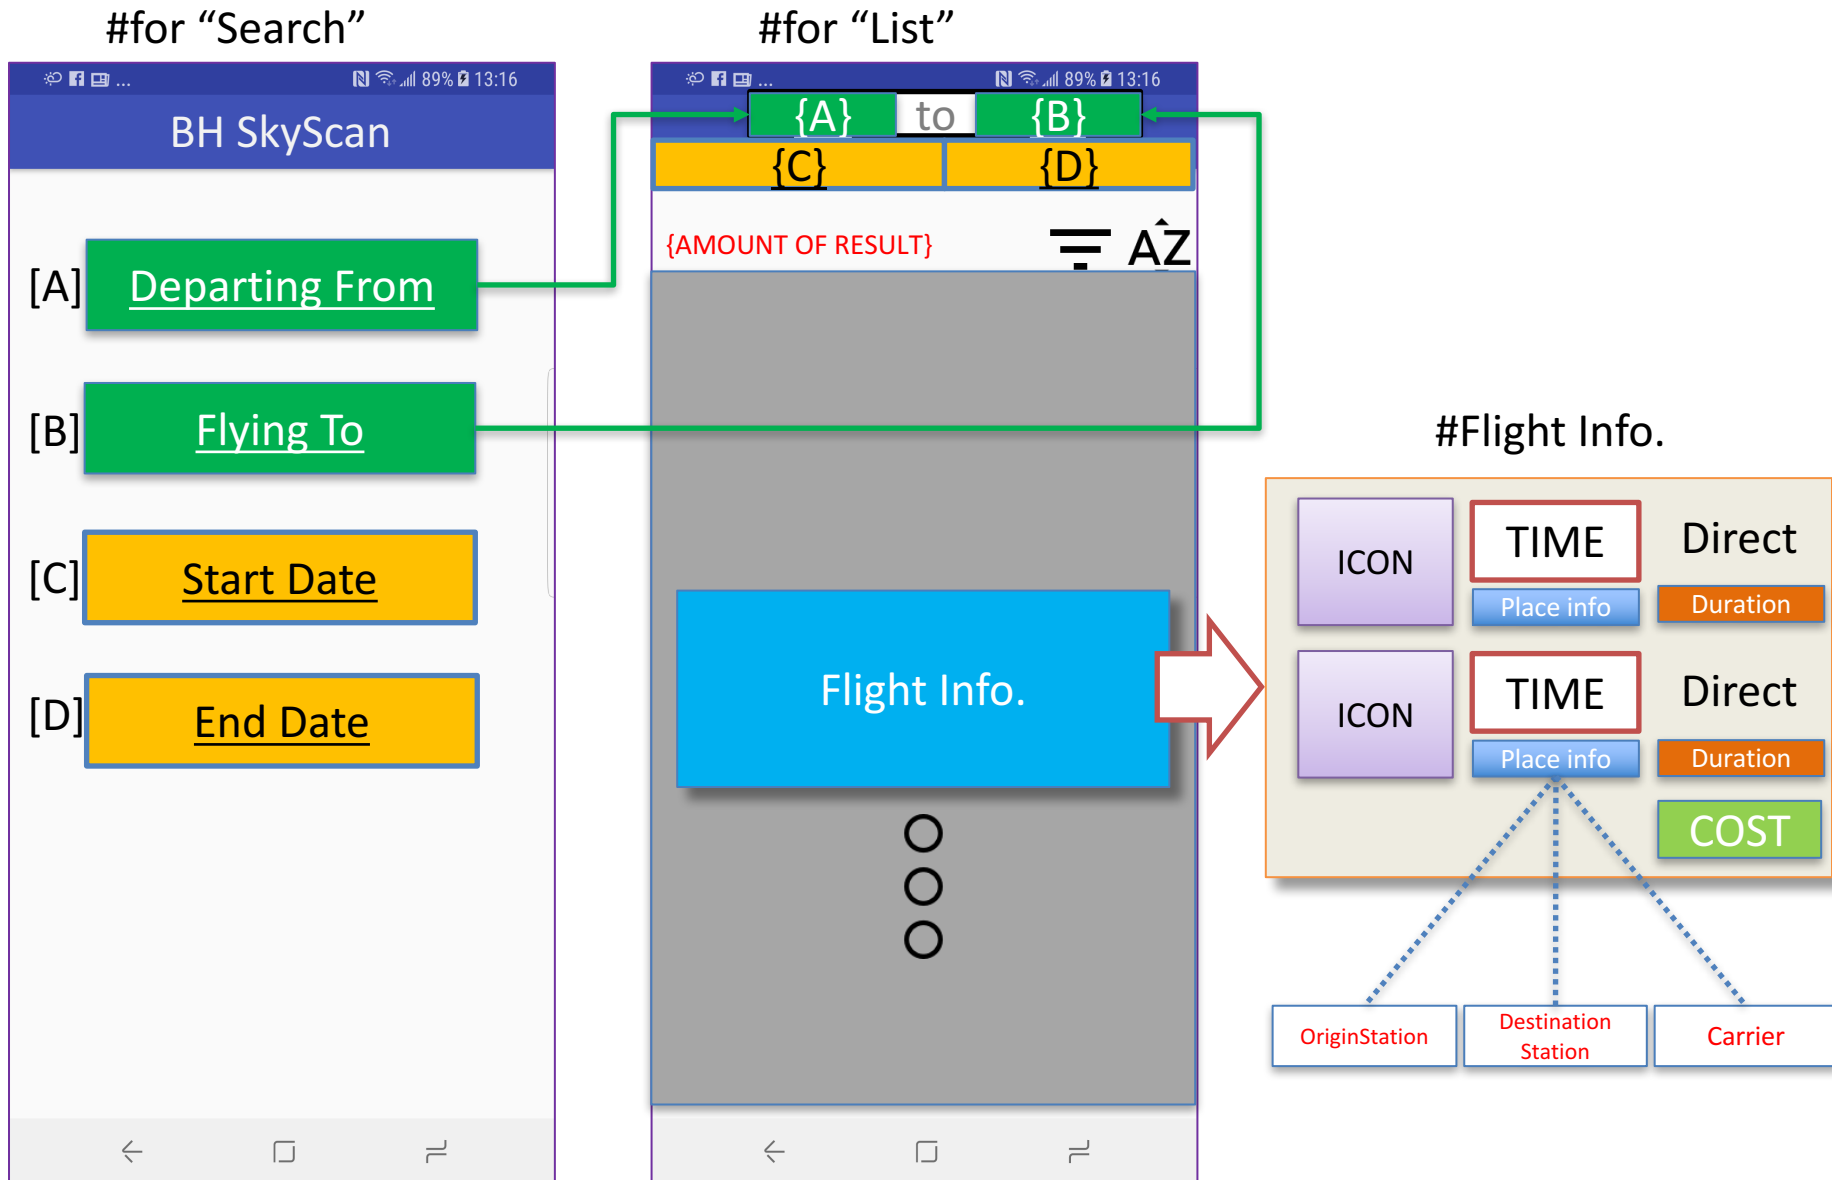 #for “Search”
89% 13:16
BH SkyScan
[A] Departing From
[B] Flying To
[C] Start Date
[D] End Date
#for “List”
89% 13:16
{A} to {B}
{C} {D}
{AMOUNT OF RESULT} AZ
Flight Info.
#Flight Info.
ICON TIME Direct
Place info Duration
ICON TIME Direct
Place info Duration
COST
OriginStation
Destination
Station
Carrier